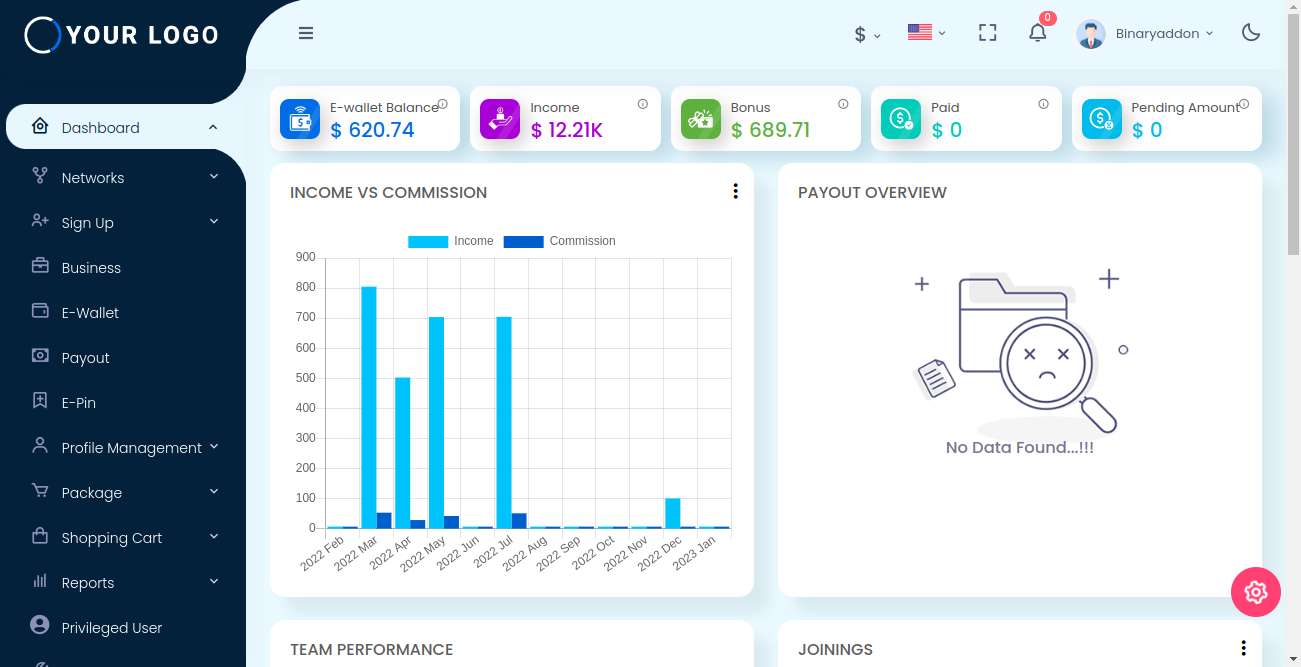 YOUR LOGO
$
0
Binaryaddon
Dashboard
Networks
Sign Up
Business
E-Wallet
Payout
E-Pin
Profile Management
Package
Shopping Cart
Reports
Privileged User
E-wallet Balance
$ 620.74
Income
$ 12.21K
Bonus
$ 689.71
Paid
$ 0
Pending Amount
$ 0
INCOME VS COMMISSION
Income Commission
900
800
700
600
500
400
300
200
100
0
2022 Feb
2022 Mar
2022 Apr
2022 May
2022 Jun
2022 Jul
2022 Aug
2022 Sep
2022 Oct
2022 Nov
2022 Dec
2023 Jan
PAYOUT OVERVIEW
No Data Found...!!!
TEAM PERFORMANCE
JOININGS